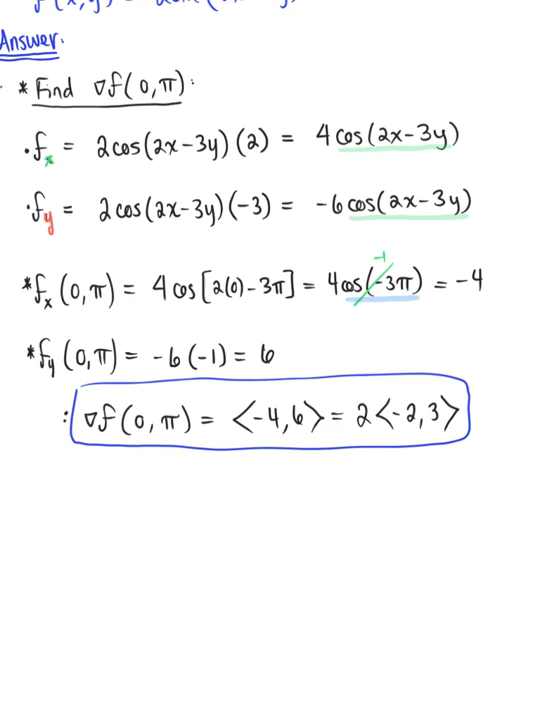 Answer.
* Find ∇f(0,π):
.fx = 2cos(2x-3y)(2) = 4cos(2x-3y)
.fy = 2cos(2x-3y)(-3) = -6cos(2x-3y)
-1
*fx(0,π) = 4cos[2(0)-3π] = 4cos(-3π) = -4
*fy(0,π) = -6(-1) = 6
:∇f(0,π) = <-4,6> = 2<-2,3>